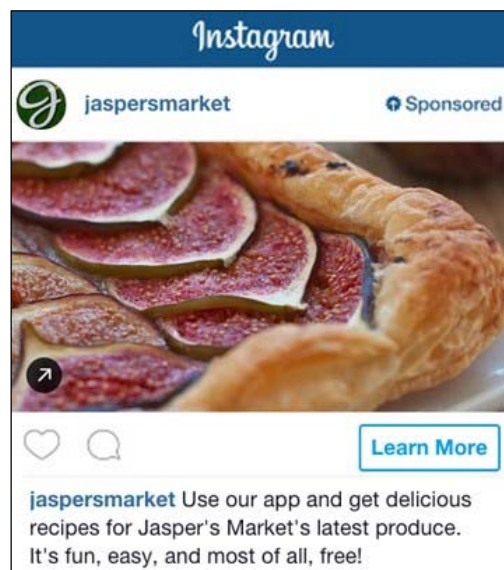 Instagram
jaspersmarket
Sponsored
Learn More
jaspersmarket Use our app and get delicious
recipes for Jasper's Market's latest produce.
It's fun, easy, and most of all, free!